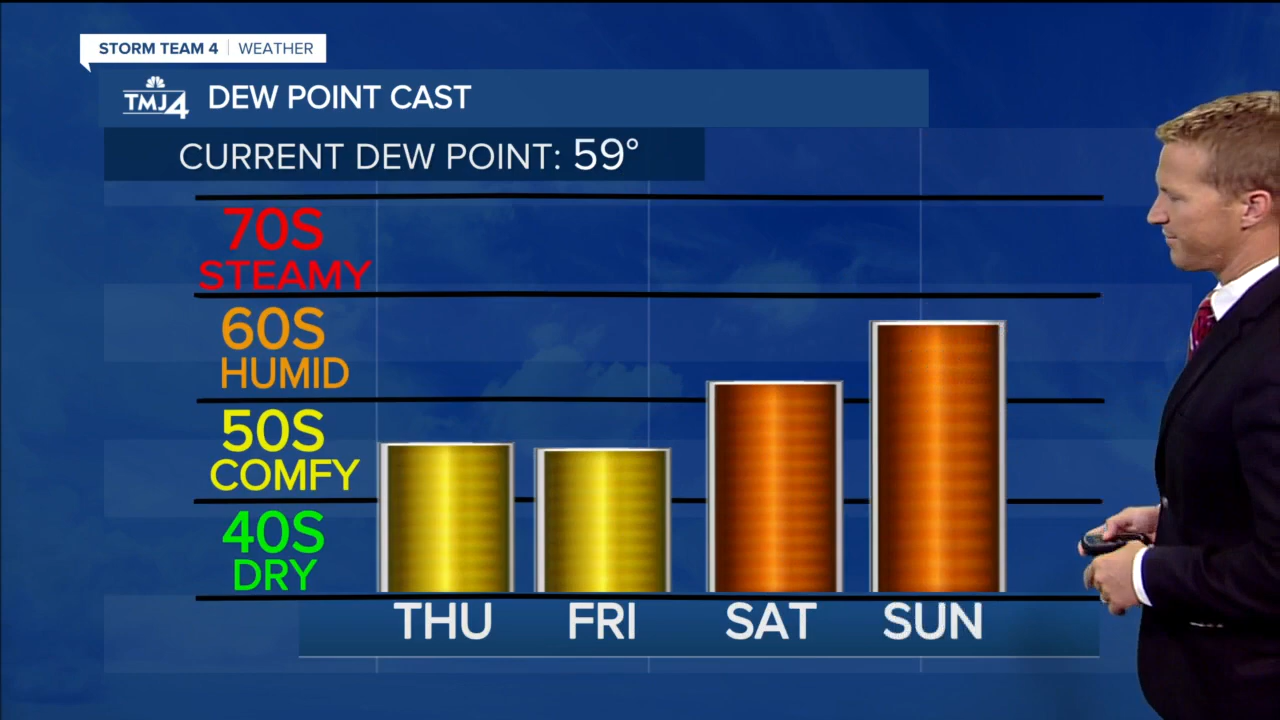 STORM TEAM 4 | WEATHER
TMJ4 DEW POINT CAST
CURRENT DEW POINT: 59°
70S
STEAMY
60S
HUMID
50S
COMFY
40S
DRY
THU FRI SAT SUN